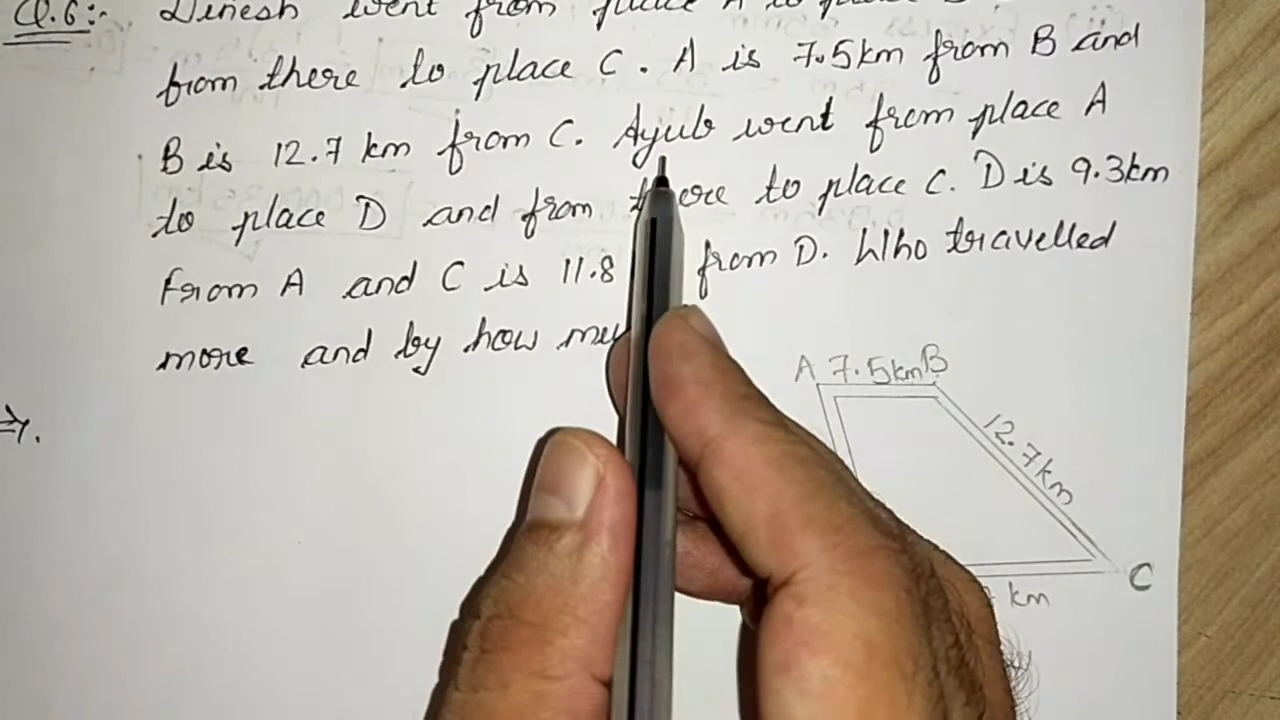 Q.6:- Dinesh went from place A to place
from there to place C. A is 7.5km from B and
B is 12.7 km from C. Ayub went from place A
to place D and from there to place C. D is 9.3km
From A and C is 11.8 from D. Who travelled
more and by how mu
⇒.
A 7.5km B
12.7km
C
km